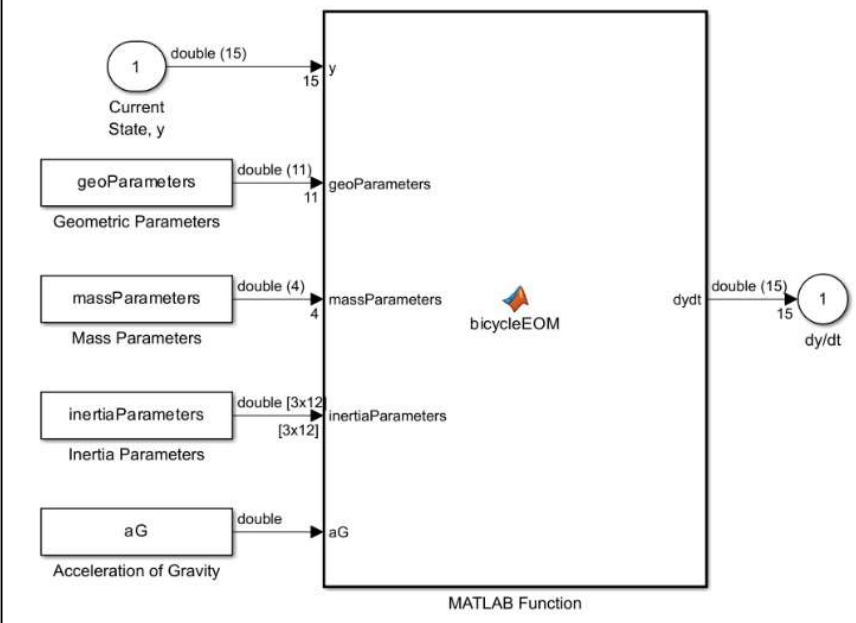 double (15)
1
15
y
Current
State, y
geoParameters
double (11)
11
geoParameters
Geometric Parameters
massParameters
double (4)
4
massParameters
Mass Parameters
bicycleEOM
dydt
double (15)
15
1
dy/dt
inertiaParameters
double [3x12]
[3x12]
inertiaParameters
Inertia Parameters
aG
double
aG
Acceleration of Gravity
MATLAB Function